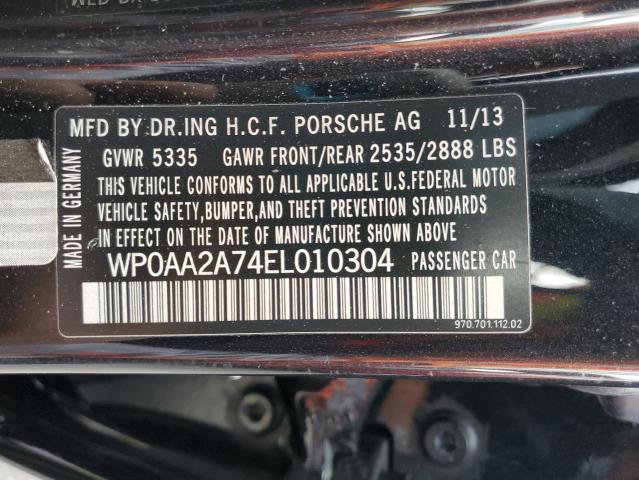 MFD BY DR.ING H.C.F. PORSCHE AG 11/13
GVWR 5335 GAWR FRONT/REAR 2535/2888 LBS
THIS VEHICLE CONFORMS TO ALL APPLICABLE U.S.FEDERAL MOTOR
VEHICLE SAFETY,BUMPER,AND THEFT PREVENTION STANDARDS
IN EFFECT ON THE DATE OF MANUFACTURE SHOWN ABOVE
WP0AA2A74EL010304 PASSENGER CAR
970.701.112.02
MADE IN GERMANY